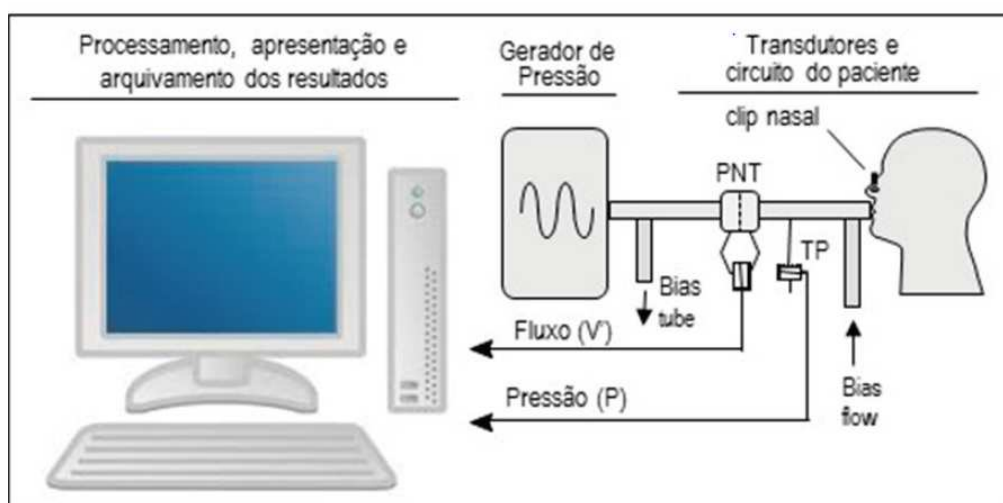 Processamento, apresentação e
arquivamento dos resultados
Gerador de
Pressão
Transdutores e
circuito do paciente
clip nasal
PNT
TP
Bias
tube
Fluxo (V')
Pressão (P)
Bias
flow